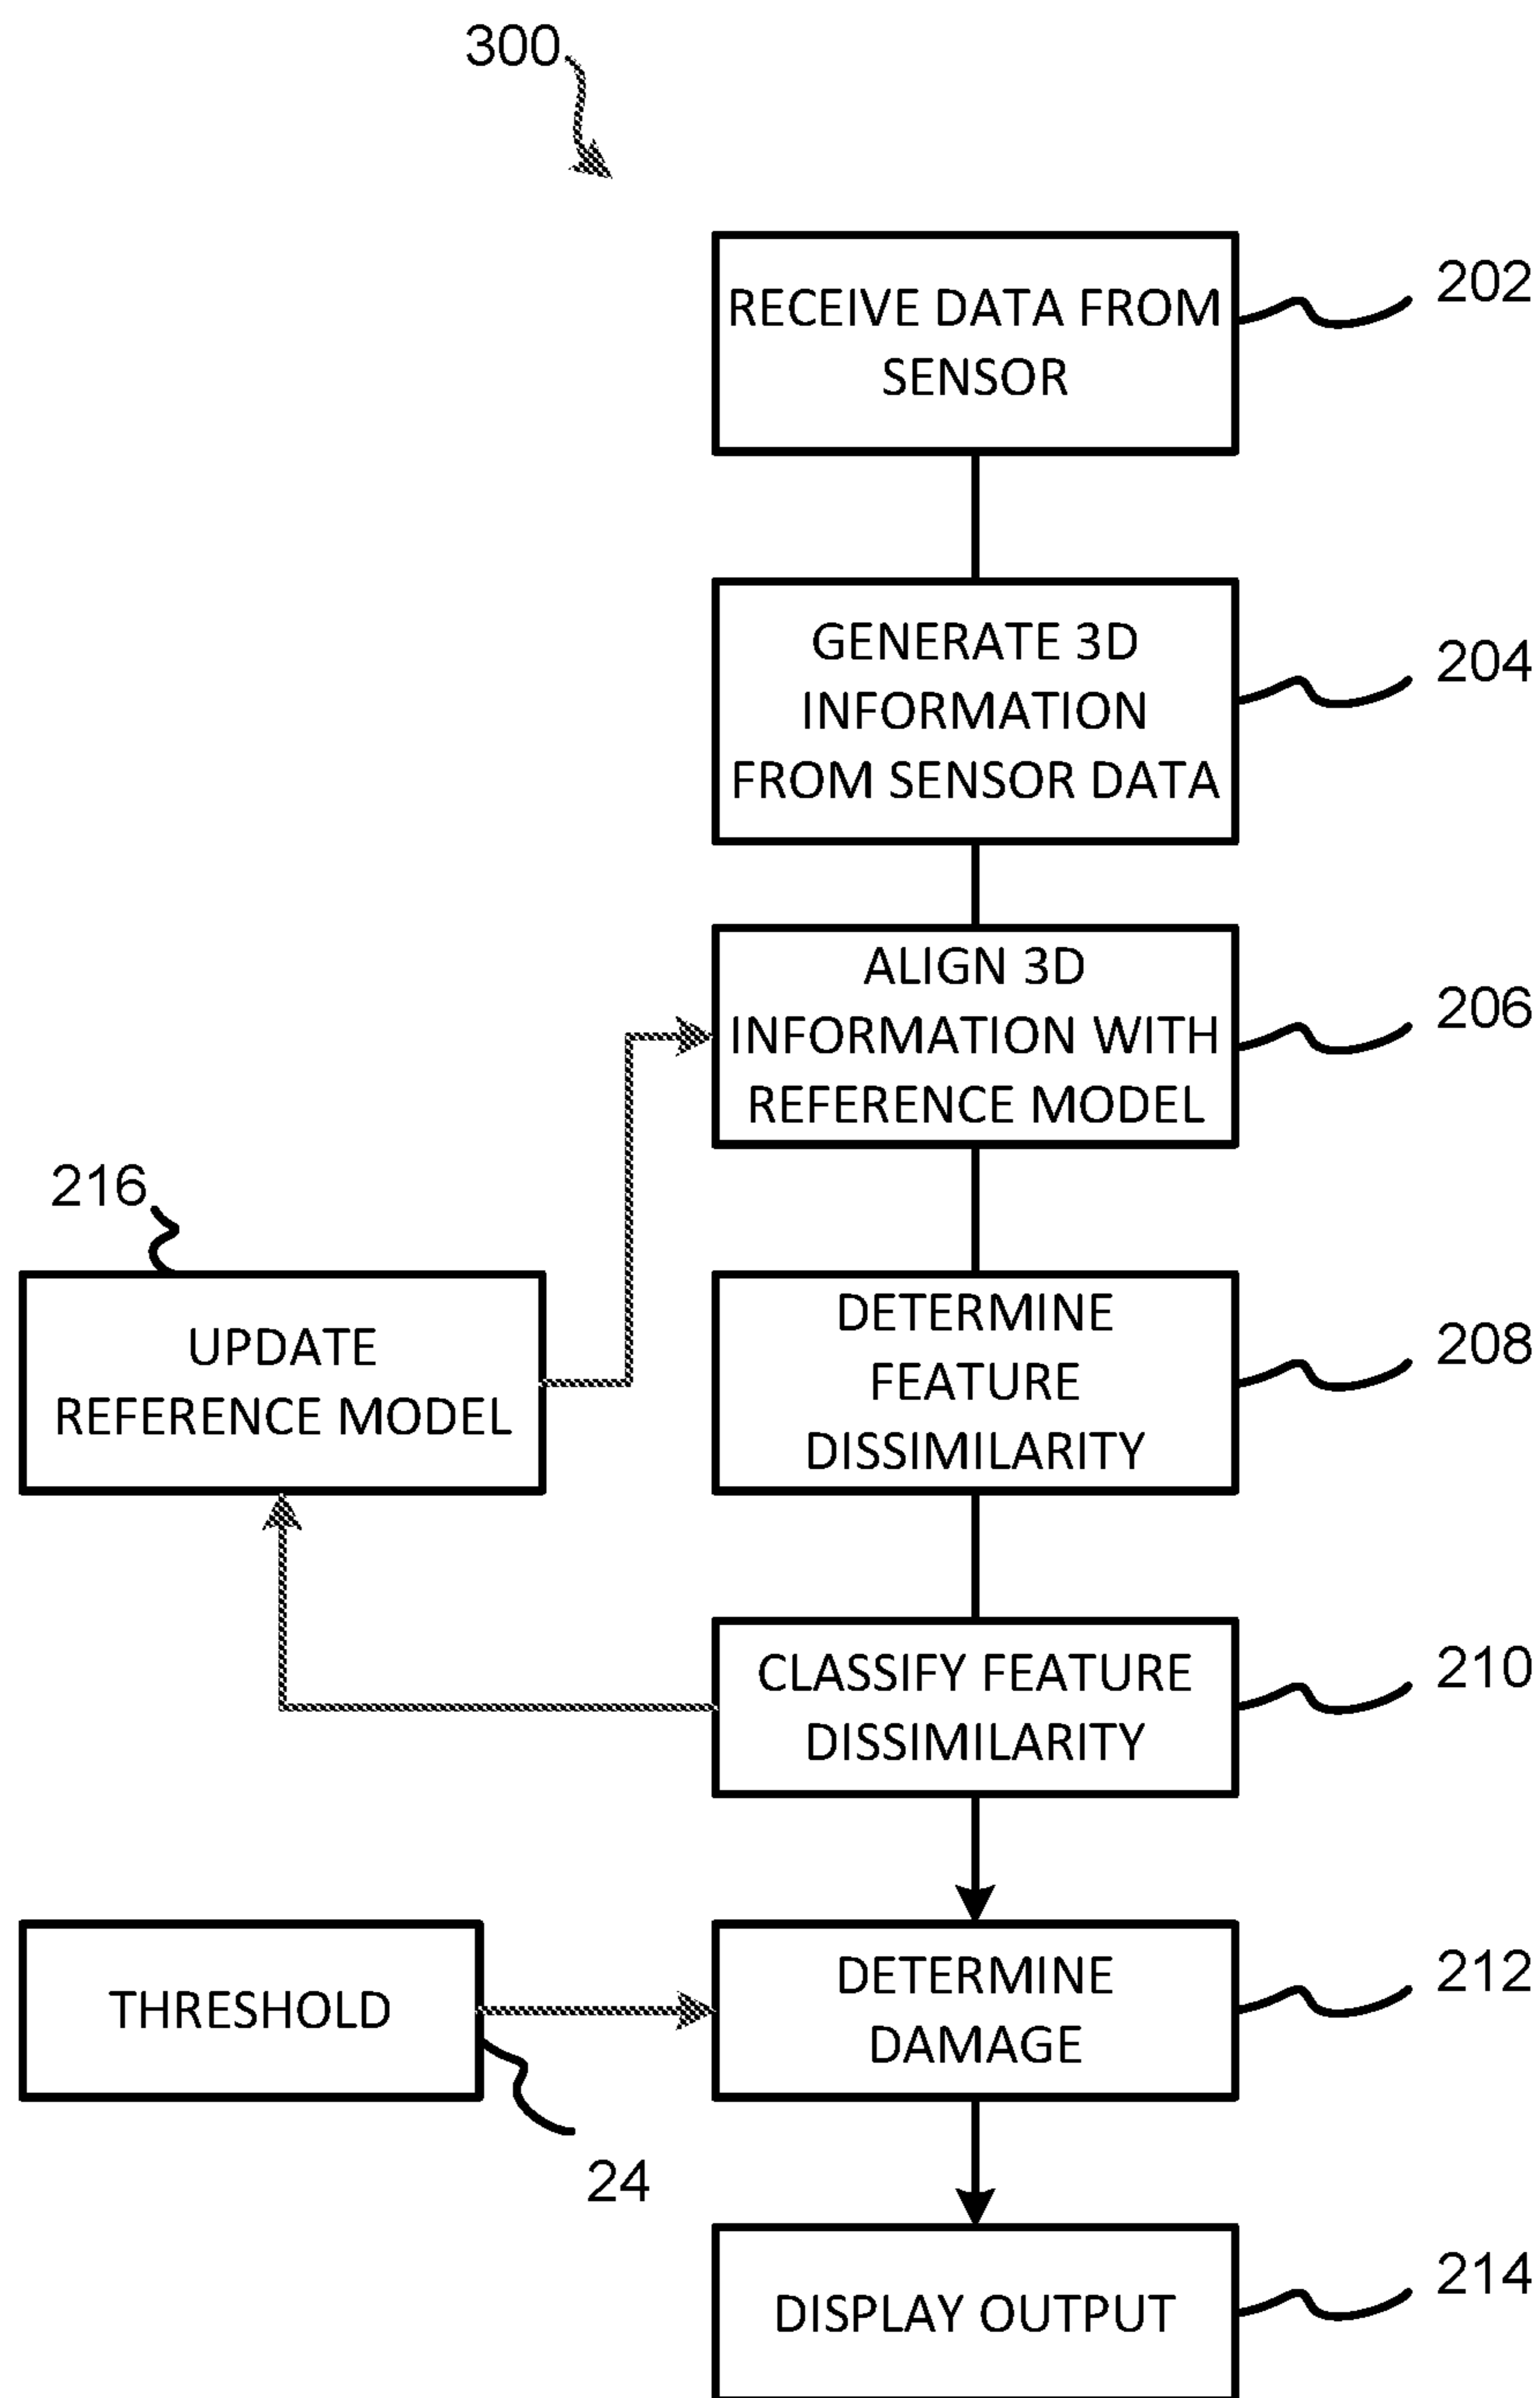 300
RECEIVE DATA FROM
SENSOR
202
GENERATE 3D
INFORMATION
FROM SENSOR DATA
204
ALIGN 3D
INFORMATION WITH
REFERENCE MODEL
206
216
UPDATE
REFERENCE MODEL
DETERMINE
FEATURE
DISSIMILARITY
208
CLASSIFY FEATURE
DISSIMILARITY
210
THRESHOLD
24
DETERMINE
DAMAGE
212
DISPLAY OUTPUT
214